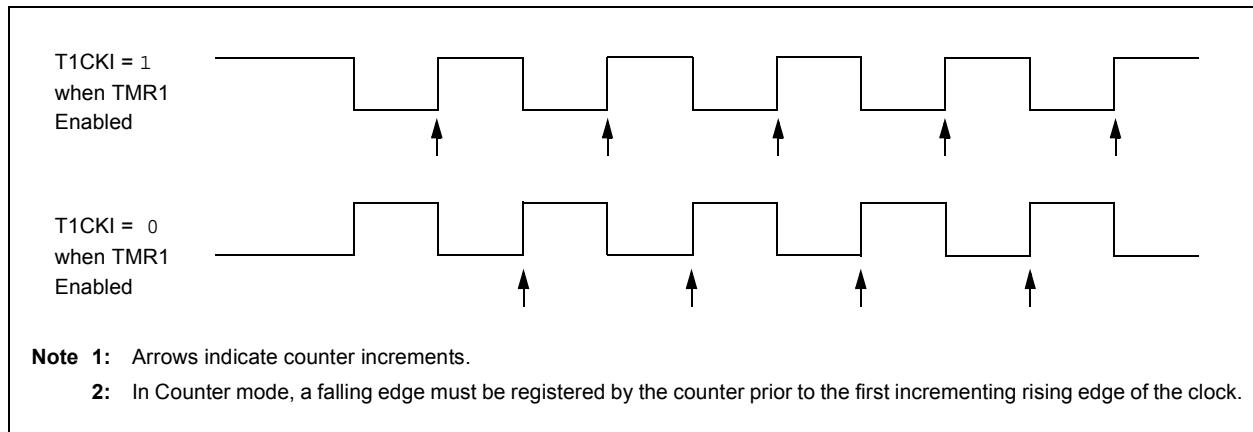 T1CKI = 1
when TMR1
Enabled
T1CKI = 0
when TMR1
Enabled
Note 1: Arrows indicate counter increments.
2: In Counter mode, a falling edge must be registered by the counter prior to the first incrementing rising edge of the clock.